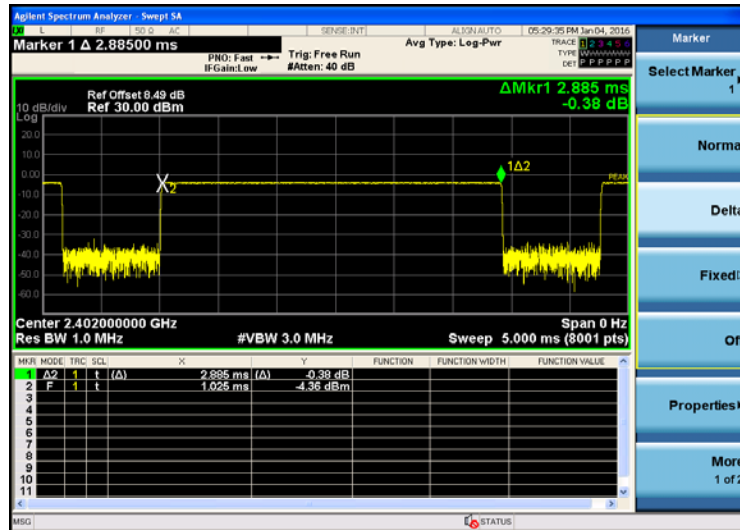 Agilent Spectrum Analyzer - Swept SA
L RF 50 Ω AC SENSE:INT ALIGN AUTO 05:29:35 PM Jan 04, 2016
Marker 1 Δ 2.88500 ms
PNO: Fast
IFGain:Low
Trig: Free Run
#Atten: 40 dB
Avg Type: Log-Pwr
TRACE 1 2 3 4 5 6
TYPE
DET P P P P P P
ΔMkr1 2.885 ms
-0.38 dB
Ref Offset 8.49 dB
Ref 30.00 dBm
10 dB/div
Log
20.0
10.0
0.00
-10.0
-20.0
-30.0
-40.0
-50.0
-60.0
2
1Δ2
PEAK
Center 2.402000000 GHz Span 0 Hz
Res BW 1.0 MHz #VBW 3.0 MHz Sweep 5.000 ms (8001 pts)
MKR MODE TRC SCL X Y FUNCTION FUNCTION WIDTH FUNCTION VALUE
1 Δ2 1 t (Δ) 2.885 ms (Δ) -0.38 dB
2 F 1 t 1.025 ms -4.36 dBm
3
4
5
6
7
8
9
10
11
MSG STATUS
Marker
Select Marker
1
Norma
Delta
Fixed
Of
Properties
More
1 of 2